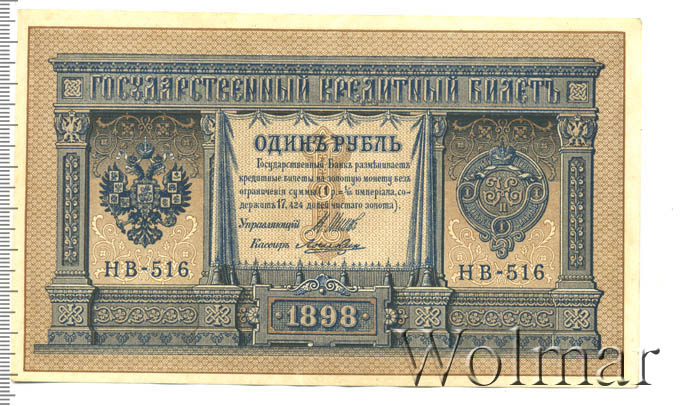 ГОСУДАРСТВЕННЫЙ КРЕДИТНЫЙ БИЛЕТЪ
ОДИНЪ РУБЛЬ
Государственный Банкъ размѣниваетъ
кредитные билеты на золотую монету безъ
ограниченія суммы (1 р. = 1/15 имперіала, со-
держитъ 17,424 долей чистаго золота).
Управляющій
Кассиръ
НВ-516
НВ-516
1898
Wolmar